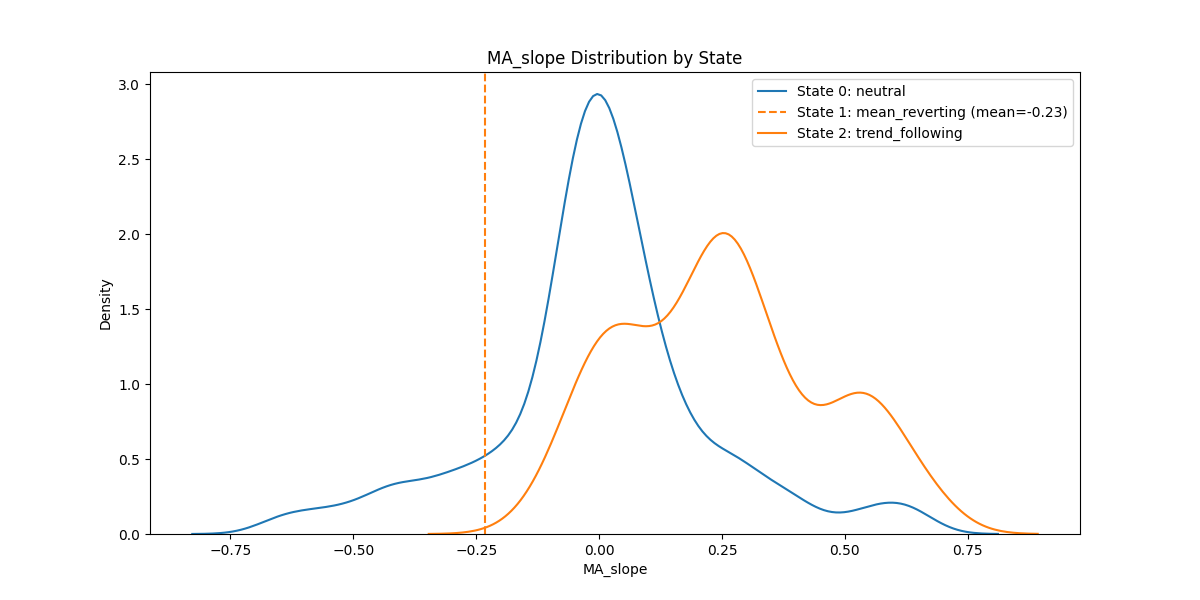 MA_slope Distribution by State
State 0: neutral
State 1: mean_reverting (mean=-0.23)
State 2: trend_following
Density
3.0
2.5
2.0
1.5
1.0
0.5
0.0
−0.75 −0.50 −0.25 0.00 0.25 0.50 0.75
MA_slope